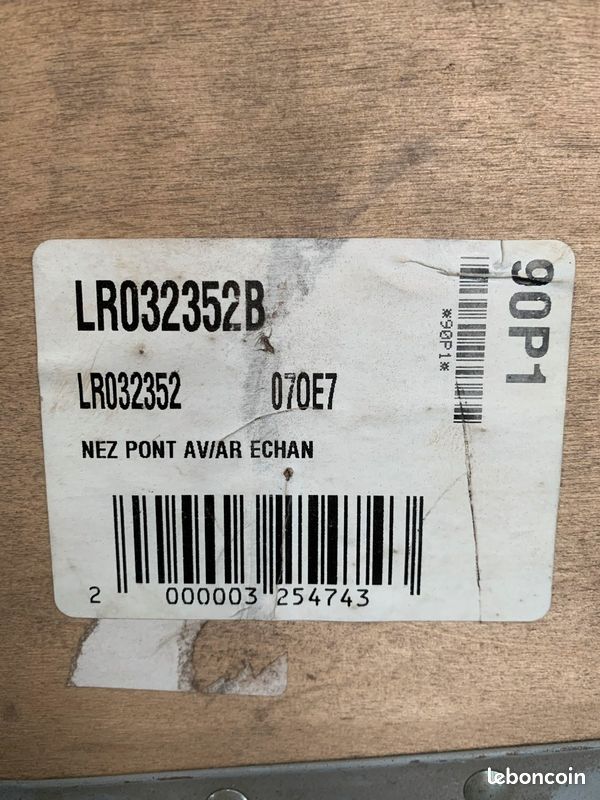 LR032352B
90P1
*90P1*
LR032352 070E7
NEZ PONT AV/AR ECHAN
2 000003 254743
leboncoin